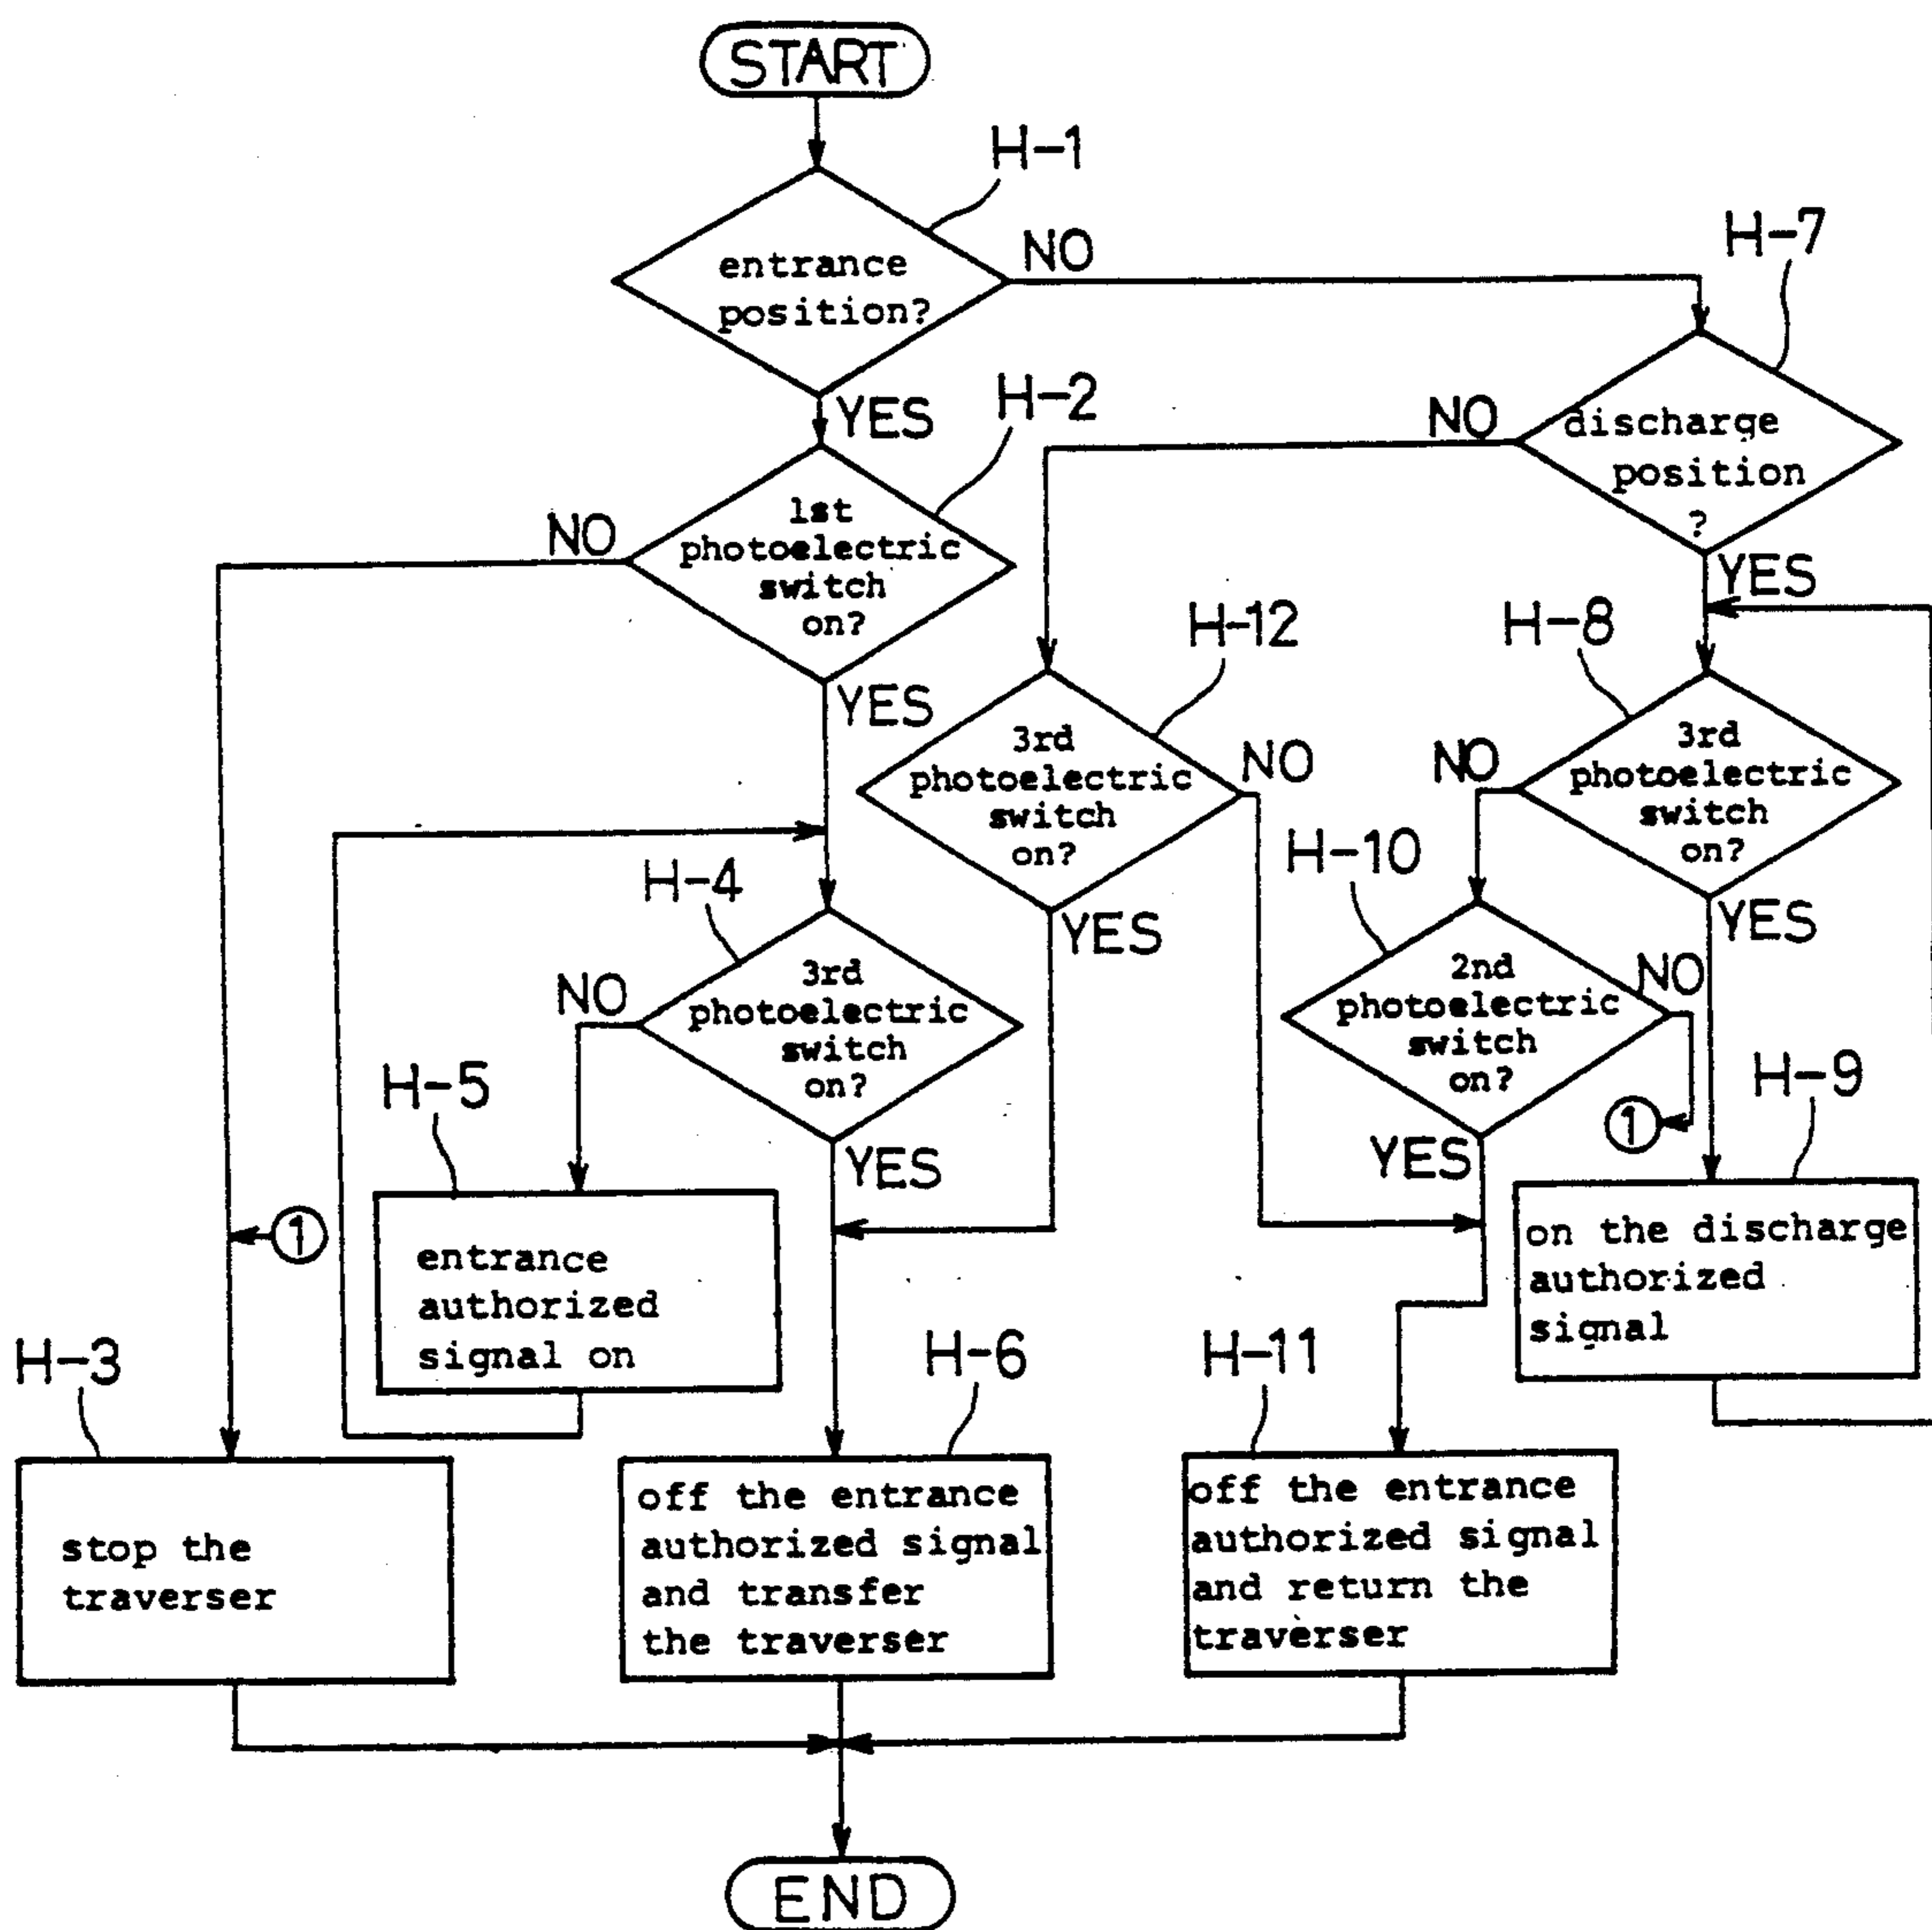 START
H-1
entrance
position?
NO
YES
H-7
discharge
position
?
NO
YES
H-2
1st
photoelectric
switch
on?
NO
YES
H-12
3rd
photoelectric
switch
on?
NO
YES
H-8
3rd
photoelectric
switch
on?
NO
YES
H-4
3rd
photoelectric
switch
on?
NO
YES
H-10
2nd
photoelectric
switch
on?
NO
YES
1
H-5
entrance
authorized
signal on
1
H-9
on the discharge
authorized
signal
H-3
stop the
traverser
H-6
off the entrance
authorized signal
and transfer
the traverser
H-11
off the entrance
authorized signal
and return the
traverser
END